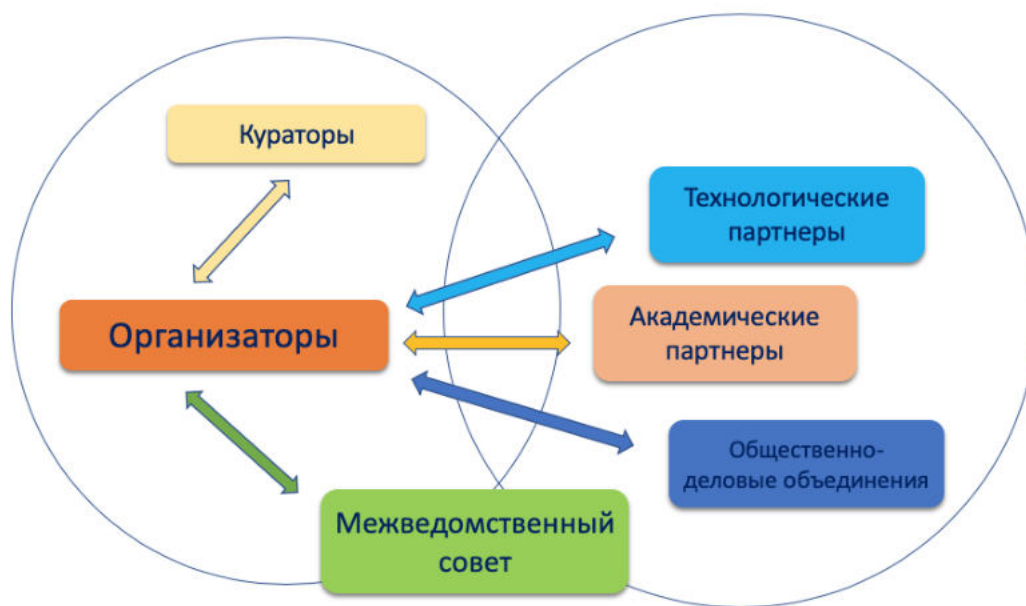 Кураторы
Технологические
партнеры
Организаторы
Академические
партнеры
Общественно-
деловые объединения
Межведомственный
совет